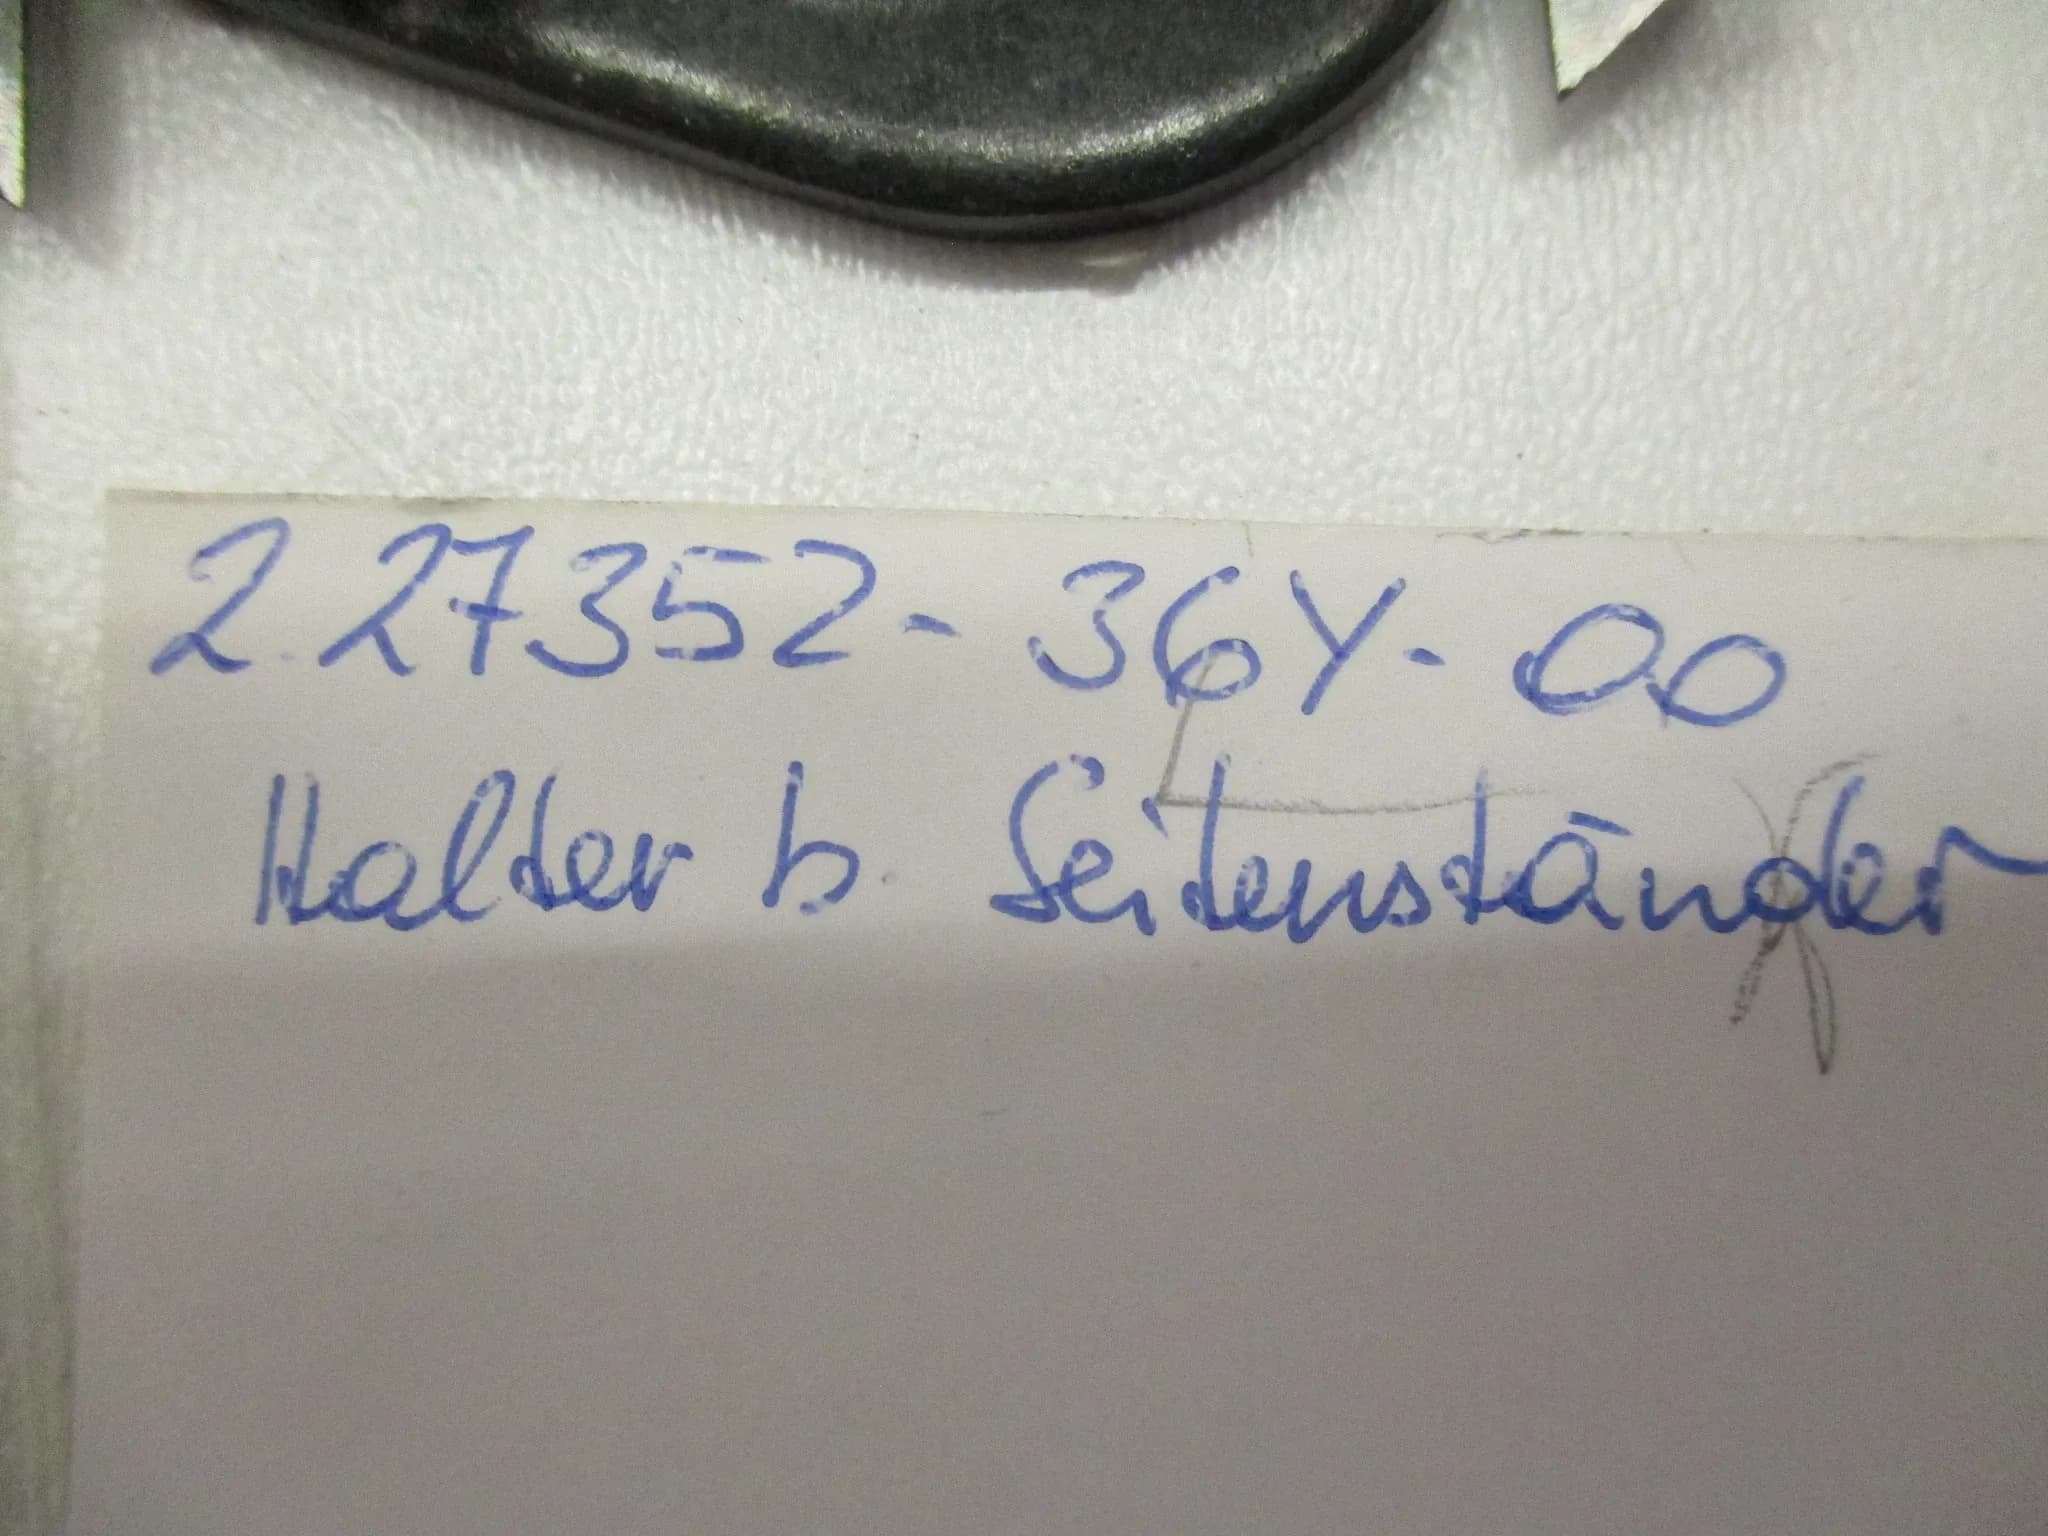 2. 27352-36Y-00
Halter b. Seitenständer